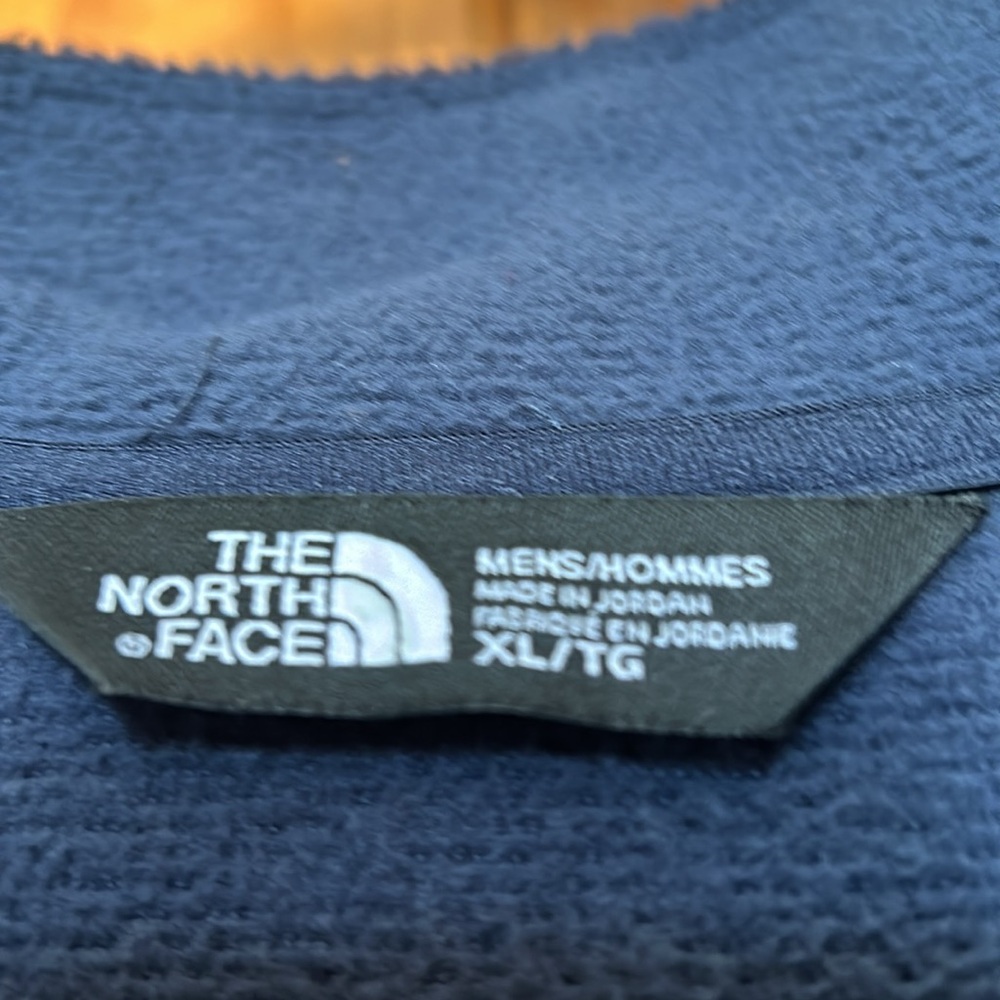 THE
NORTH
FACE
MENS/HOMMES
MADE IN JORDAN
FABRIQUÉ EN JORDANIE
XL/TG